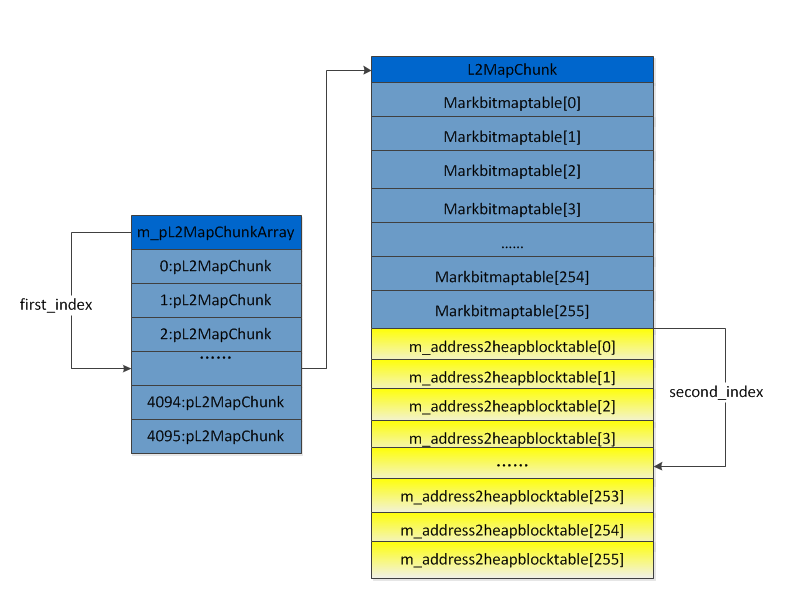 first_index
m_pL2MapChunkArray
0:pL2MapChunk
1:pL2MapChunk
2:pL2MapChunk
······
4094:pL2MapChunk
4095:pL2MapChunk
L2MapChunk
Markbitmaptable[0]
Markbitmaptable[1]
Markbitmaptable[2]
Markbitmaptable[3]
......
Markbitmaptable[254]
Markbitmaptable[255]
m_address2heapblocktable[0]
m_address2heapblocktable[1]
m_address2heapblocktable[2]
m_address2heapblocktable[3]
······
m_address2heapblocktable[253]
m_address2heapblocktable[254]
m_address2heapblocktable[255]
second_index